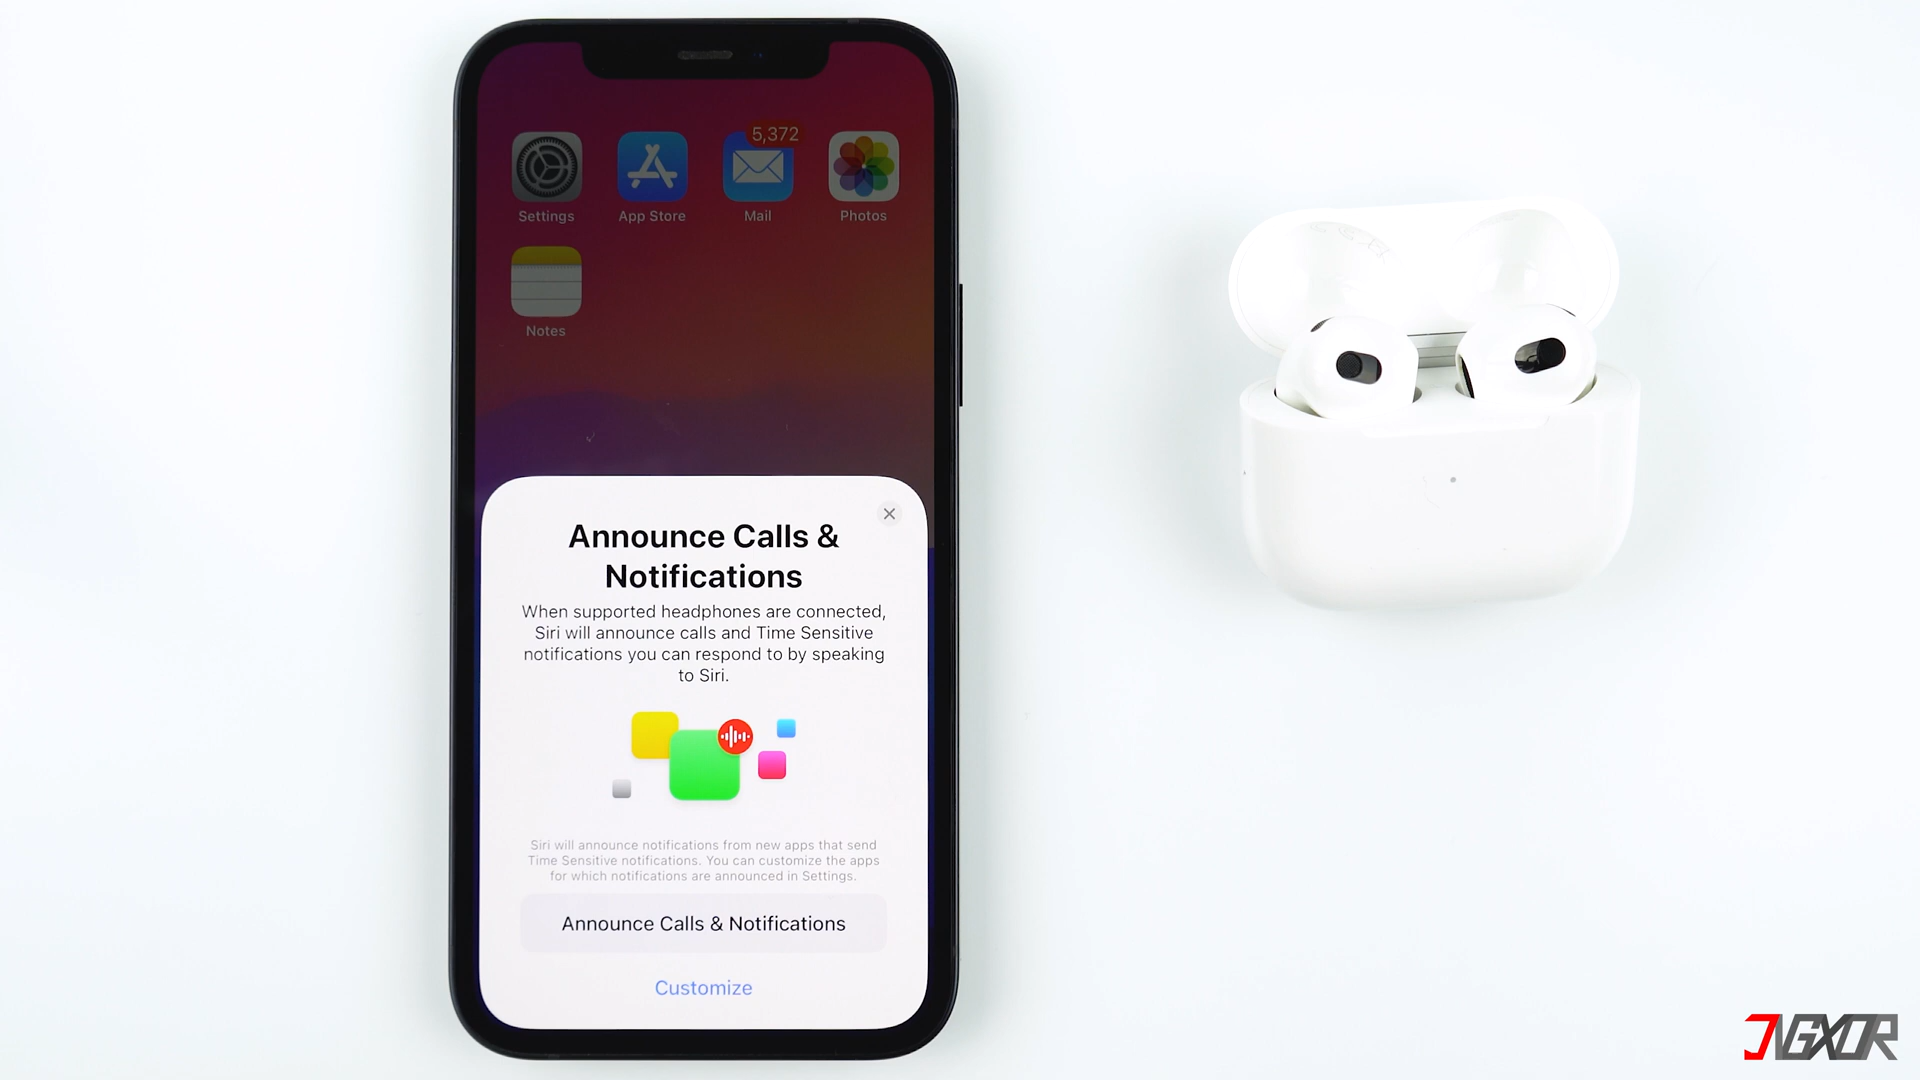 5,372
Settings
App Store
Mail
Photos
Notes
Announce Calls &
Notifications
When supported headphones are connected,
Siri will announce calls and Time Sensitive
notifications you can respond to by speaking
to Siri.
Siri will announce notifications from new apps that send
Time Sensitive notifications. You can customize the apps
for which notifications are announced in Settings.
Announce Calls & Notifications
Customize
JVGXOR